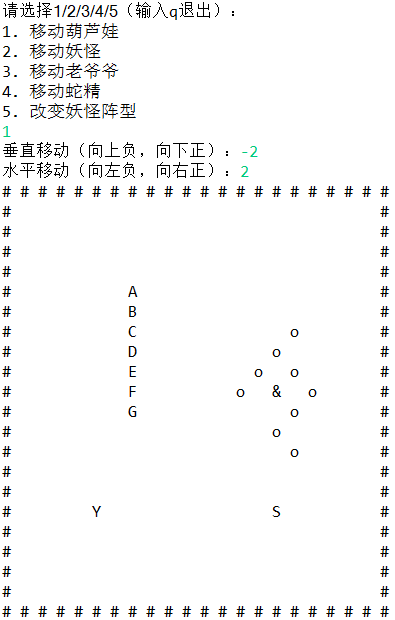 请选择1/2/3/4/5（输入q退出）：
1. 移动葫芦娃
2. 移动妖怪
3. 移动老爷爷
4. 移动蛇精
5. 改变妖怪阵型
1
垂直移动（向上负，向下正）：-2
水平移动（向左负，向右正）：2
# # # # # # # # # # # # # # # # # # # # # #
#                                         #
#                                         #
#                                         #
#                                         #
#             A                           #
#             B                           #
#             C                 o         #
#             D               o           #
#             E             o   o         #
#             F           o   &   o       #
#             G                 o         #
#                             o           #
#                               o         #
#                                         #
#                                         #
#         Y                   S           #
#                                         #
#                                         #
#                                         #
#                                         #
# # # # # # # # # # # # # # # # # # # # # #